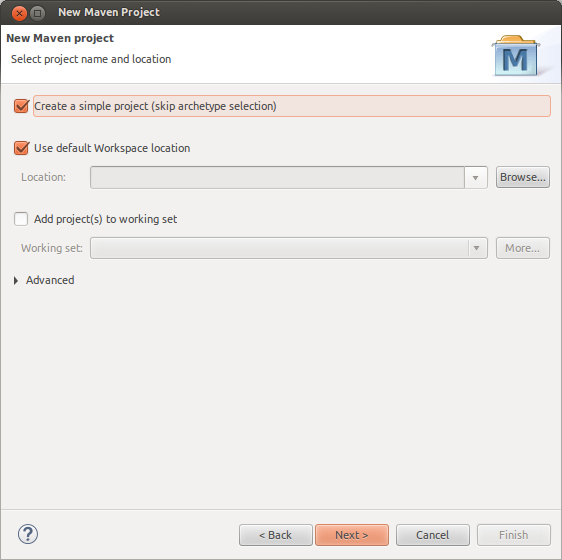 New Maven Project
New Maven project
Select project name and location
M
Create a simple project (skip archetype selection)
Use default Workspace location
Location:
Browse...
Add project(s) to working set
Working set:
More...
Advanced
?
< Back
Next >
Cancel
Finish